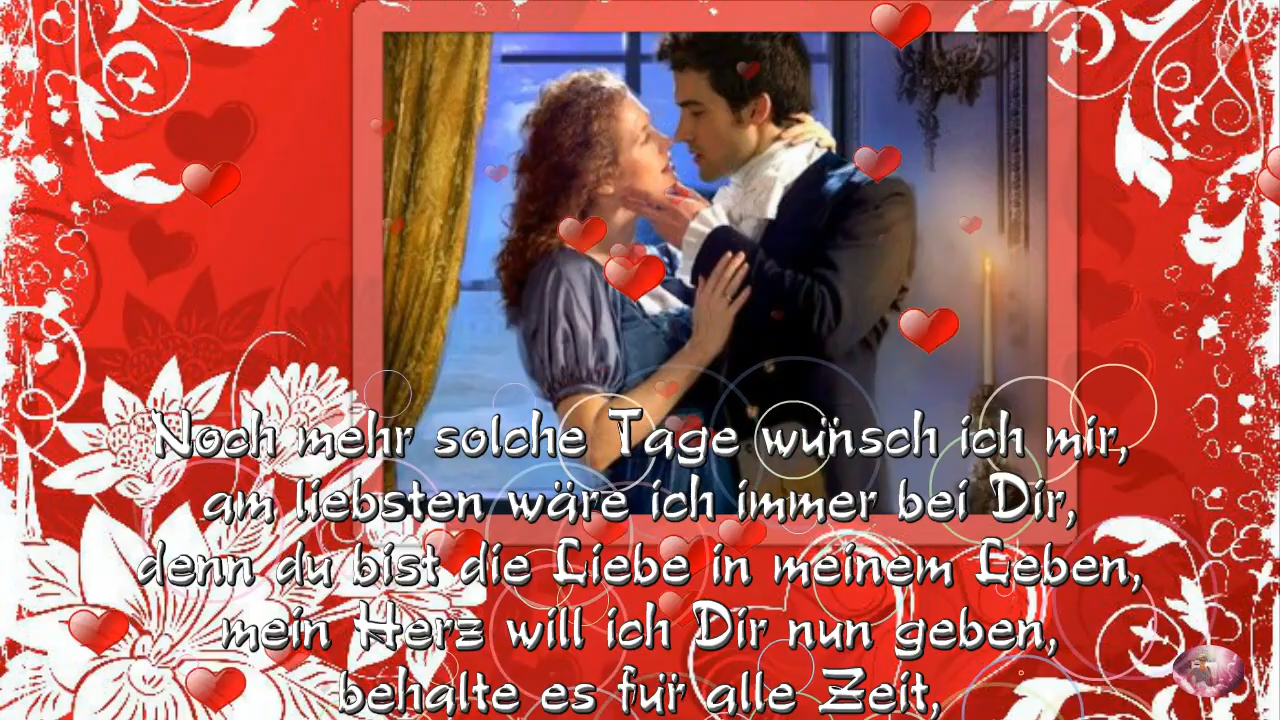 Noch mehr solche Tage wünsch ich mir,
am liebsten wäre ich immer bei Dir,
denn du bist die Liebe in meinem Leben,
mein Herz will ich Dir nun geben,
behalte es für alle Zeit,